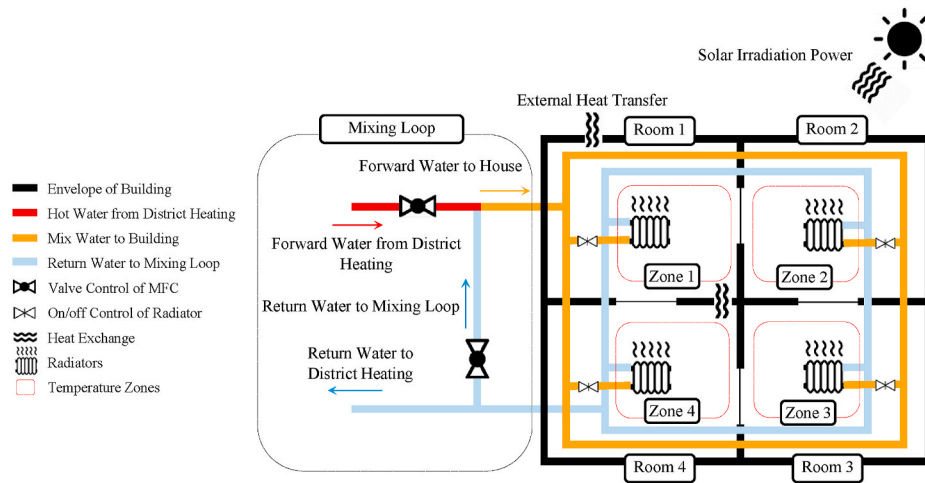 Solar Irradiation Power
External Heat Transfer
Mixing Loop
Room 1
Room 2
Forward Water to House
Envelope of Building
Hot Water from District Heating
Mix Water to Building
Return Water to Mixing Loop
Valve Control of MFC
On/off Control of Radiator
Heat Exchange
Radiators
Temperature Zones
Forward Water from District
Heating
Return Water to Mixing Loop
Return Water to
District Heating
Zone 1
Zone 2
Zone 4
Zone 3
Room 4
Room 3